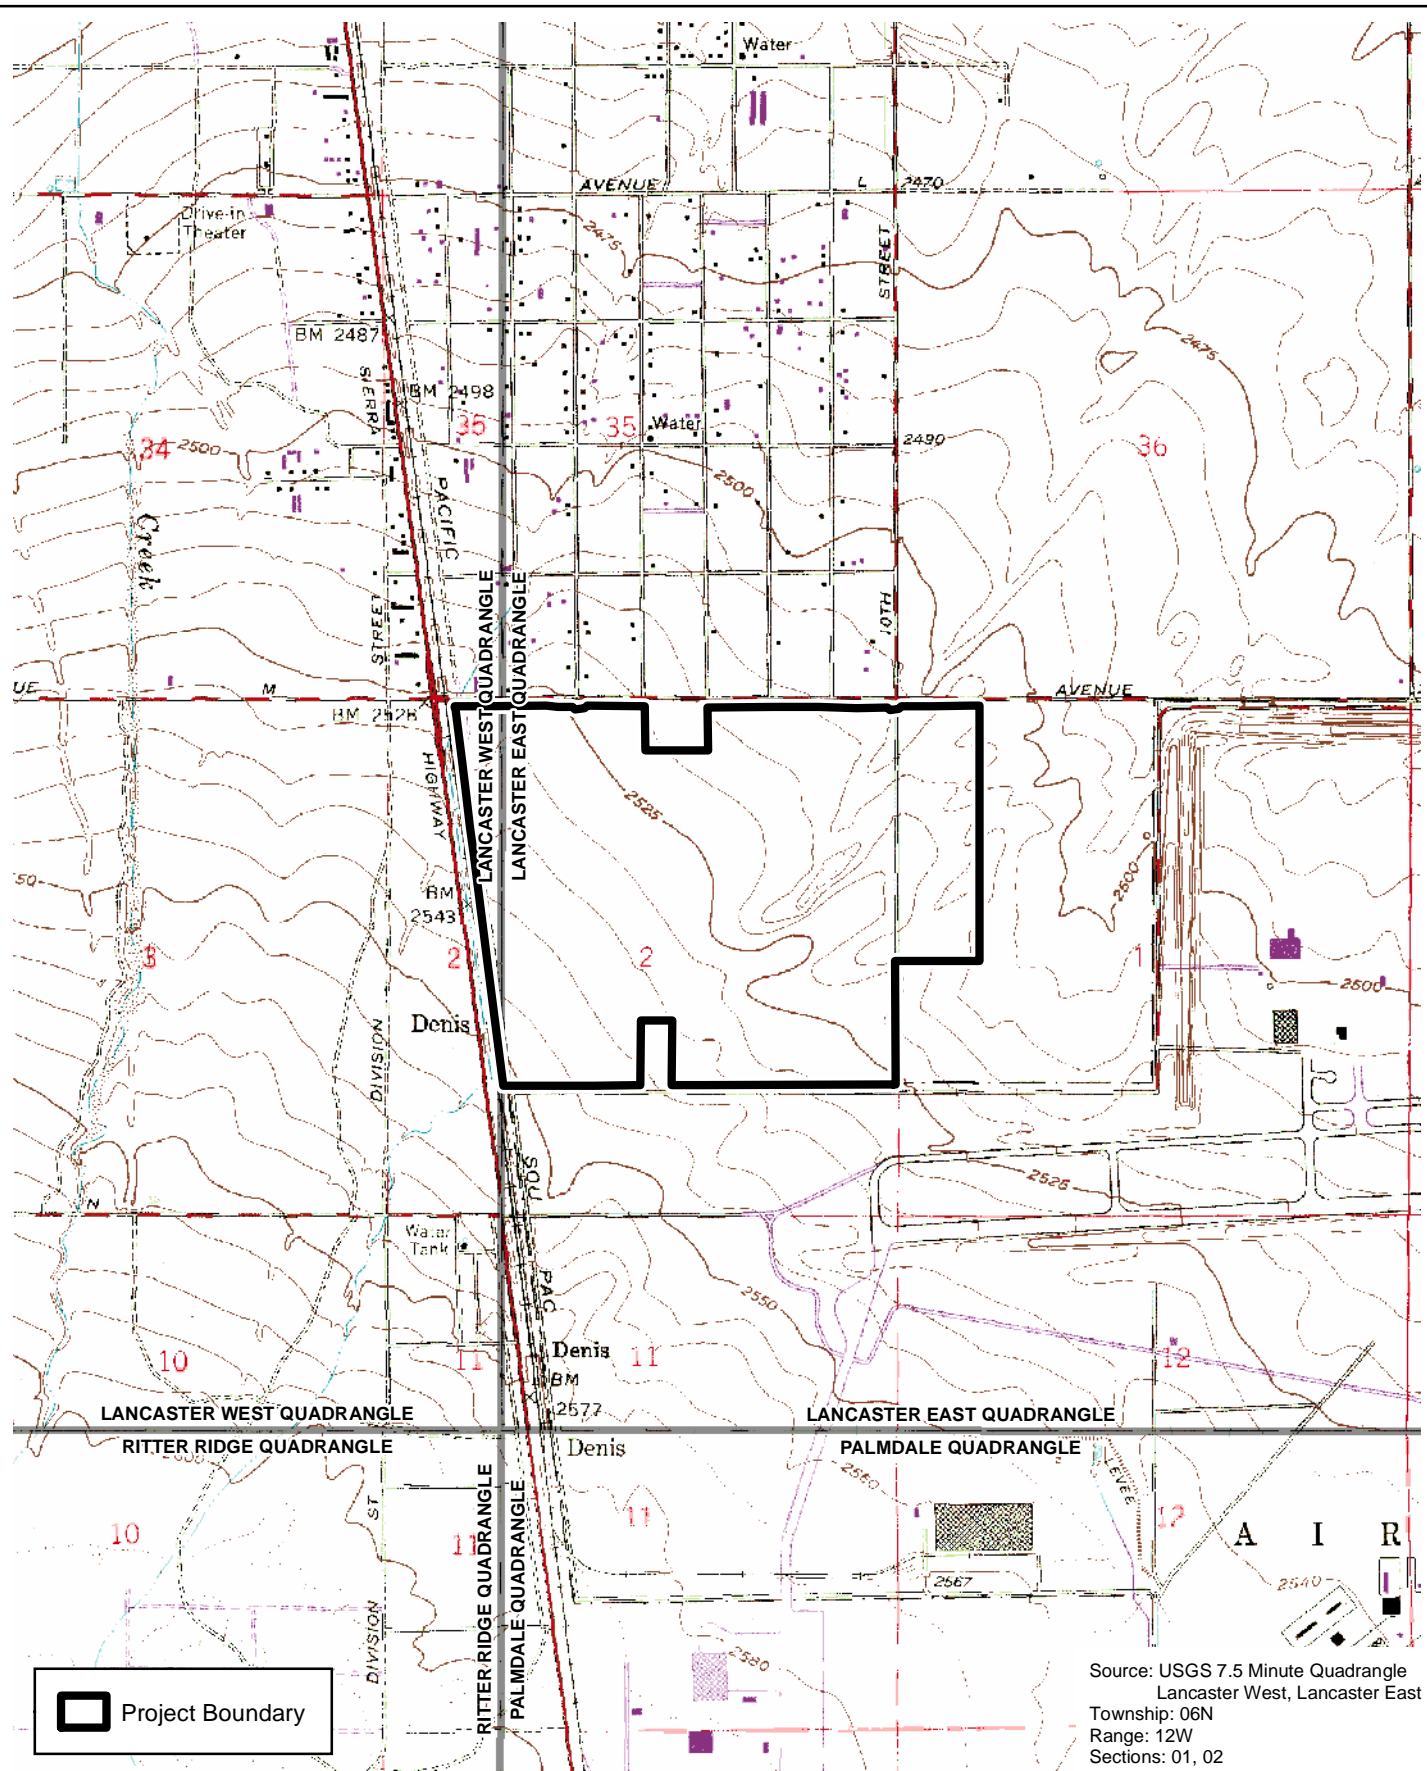 Water
AVENUE
L
2470
Drive-in
Theater
2475
STREET
BM 2487
2475
SIERRA
BM 2498
34
2500
35
35
Water
2490
36
2500
PACIFIC
Creek
LANCASTER WEST QUADRANGLE
LANCASTER EAST QUADRANGLE
STREET
10TH
UE
M
AVENUE
BM 2528
HIGHWAY
2525
50
BM
2543
2500
3
2
2
1
2500
Denis
DIVISION
SOU
2525
N
Water
Tank
PAC
2550
Denis
10
11
11
12
BM
2577
LANCASTER WEST QUADRANGLE
LANCASTER EAST QUADRANGLE
RITTER RIDGE QUADRANGLE
Denis
PALMDALE QUADRANGLE
2560
LEVEE
RITTER RIDGE QUADRANGLE
PALMDALE QUADRANGLE
ST
10
11
11
12
A I R
2567
2540
DIVISION
2580
Project Boundary
Source: USGS 7.5 Minute Quadrangle
Lancaster West, Lancaster East
Township: 06N
Range: 12W
Sections: 01, 02